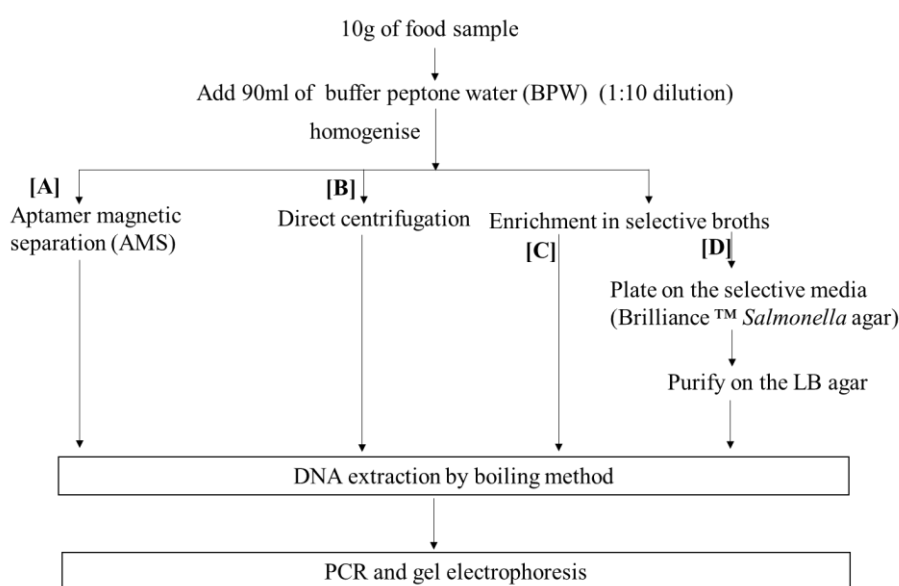 10g of food sample
Add 90ml of buffer peptone water (BPW) (1:10 dilution)
homogenise
[A]
Aptamer magnetic
separation (AMS)
[B]
Direct centrifugation
Enrichment in selective broths
[C]
[D]
Plate on the selective media
(Brilliance ™ Salmonella agar)
Purify on the LB agar
DNA extraction by boiling method
PCR and gel electrophoresis